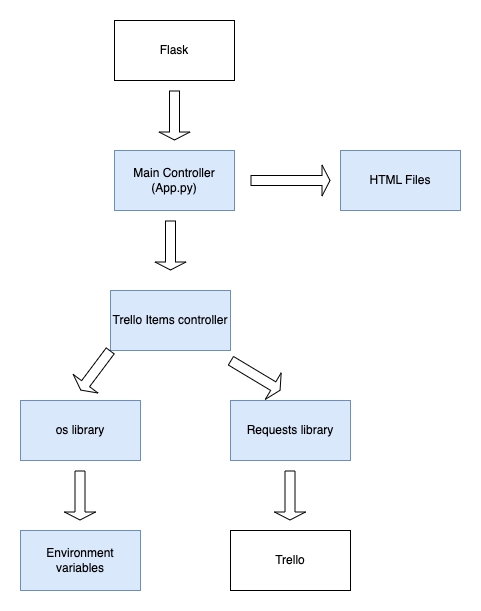 Flask
Main Controller
(App.py)
HTML Files
Trello Items controller
os library
Requests library
Environment
variables
Trello